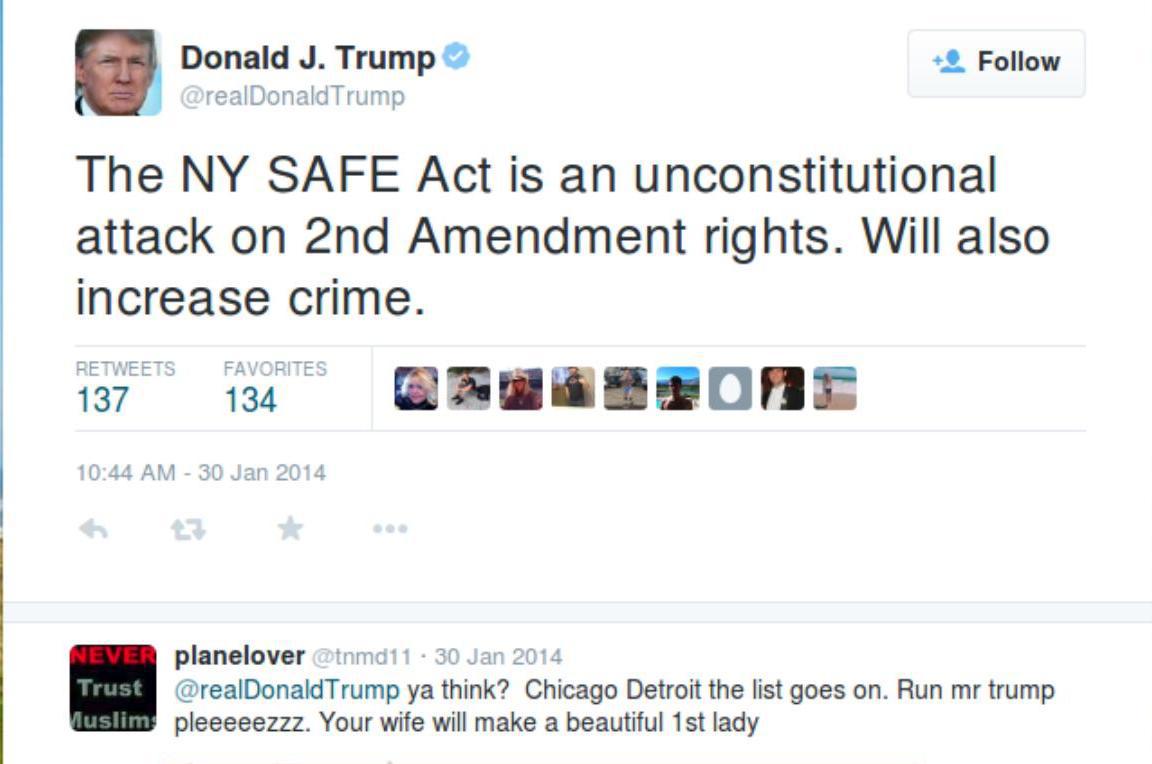 Donald J. Trump
@realDonaldTrump
Follow
The NY SAFE Act is an unconstitutional
attack on 2nd Amendment rights. Will also
increase crime.
RETWEETS FAVORITES
137 134
10:44 AM - 30 Jan 2014
NEVER
Trust
Muslims
planelover @tnmd11 · 30 Jan 2014
@realDonaldTrump ya think? Chicago Detroit the list goes on. Run mr trump
pleeeeezzz. Your wife will make a beautiful 1st lady